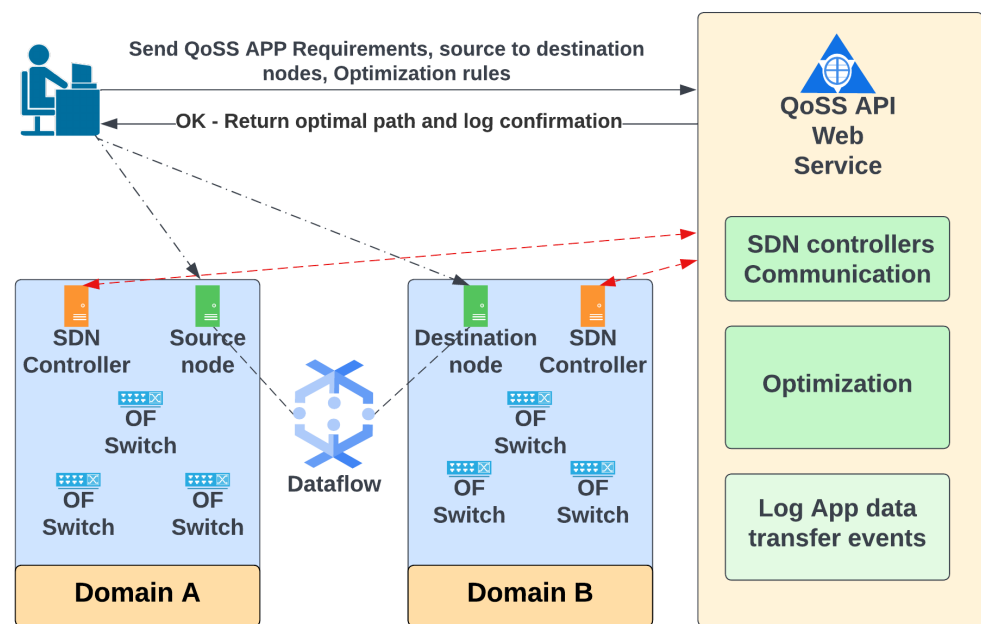 Send QoSS APP Requirements, source to destination
nodes, Optimization rules
OK - Return optimal path and log confirmation
QoSS API
Web
Service
SDN controllers
Communication
Optimization
Log App data
transfer events
SDN
Controller
Source
node
OF
Switch
OF
Switch
OF
Switch
Domain A
Dataflow
Destination
node
SDN
Controller
OF
Switch
OF
Switch
OF
Switch
Domain B